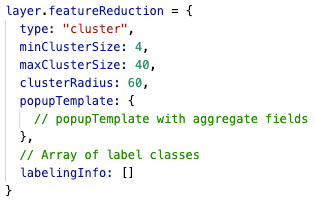 layer.featureReduction = {
  type: "cluster",
  minClusterSize: 4,
  maxClusterSize: 40,
  clusterRadius: 60,
  popupTemplate: {
    // popupTemplate with aggregate fields
  },
  // Array of label classes
  labelingInfo: []
}